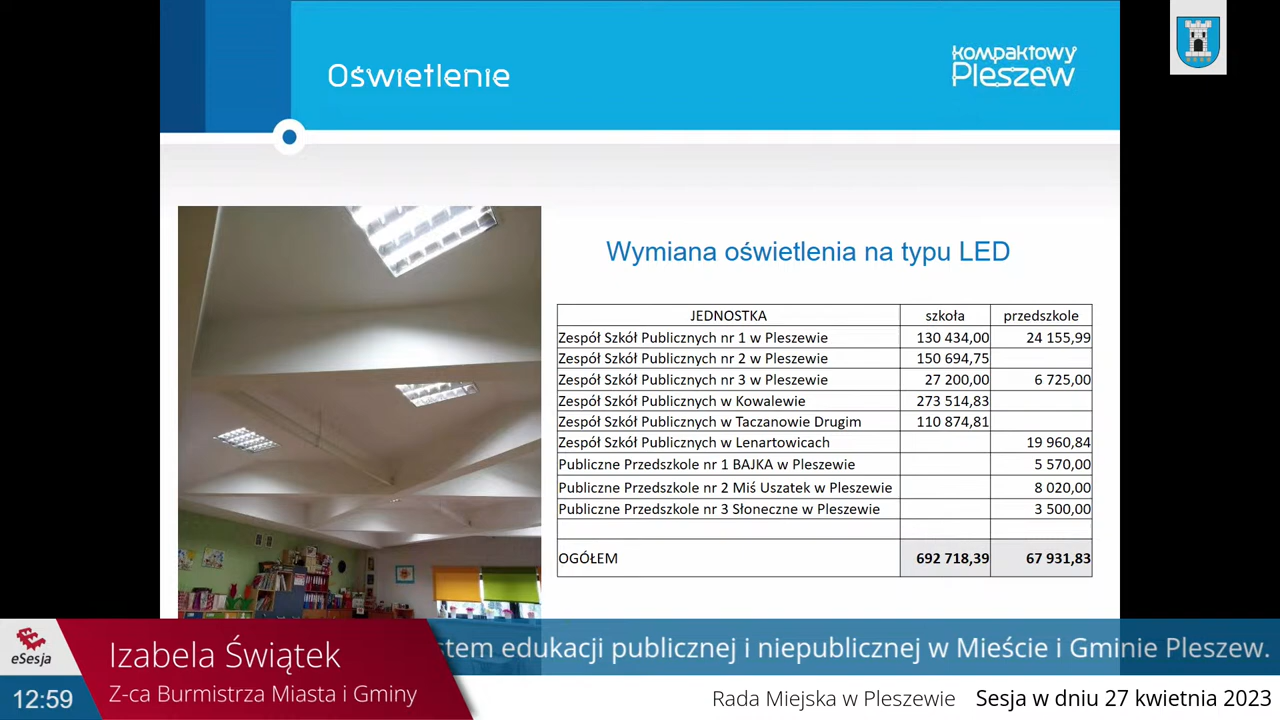 Oświetlenie
kompaktowy
Pleszew
Wymiana oświetlenia na typu LED
JEDNOSTKA szkoła przedszkole
Zespół Szkół Publicznych nr 1 w Pleszewie 130 434,00 24 155,99
Zespół Szkół Publicznych nr 2 w Pleszewie 150 694,75
Zespół Szkół Publicznych nr 3 w Pleszewie 27 200,00 6 725,00
Zespół Szkół Publicznych w Kowalewie 273 514,83
Zespół Szkół Publicznych w Taczanowie Drugim 110 874,81
Zespół Szkół Publicznych w Lenartowicach 19 960,84
Publiczne Przedszkole nr 1 BAJKA w Pleszewie 5 570,00
Publiczne Przedszkole nr 2 Miś Uszatek w Pleszewie 8 020,00
Publiczne Przedszkole nr 3 Słoneczne w Pleszewie 3 500,00
OGÓŁEM 692 718,39 67 931,83
eSesja
12:59
Izabela Świątek
Z-ca Burmistrza Miasta i Gminy
stem edukacji publicznej i niepublicznej w Mieście i Gminie Pleszew.
Rada Miejska w Pleszewie Sesja w dniu 27 kwietnia 2023